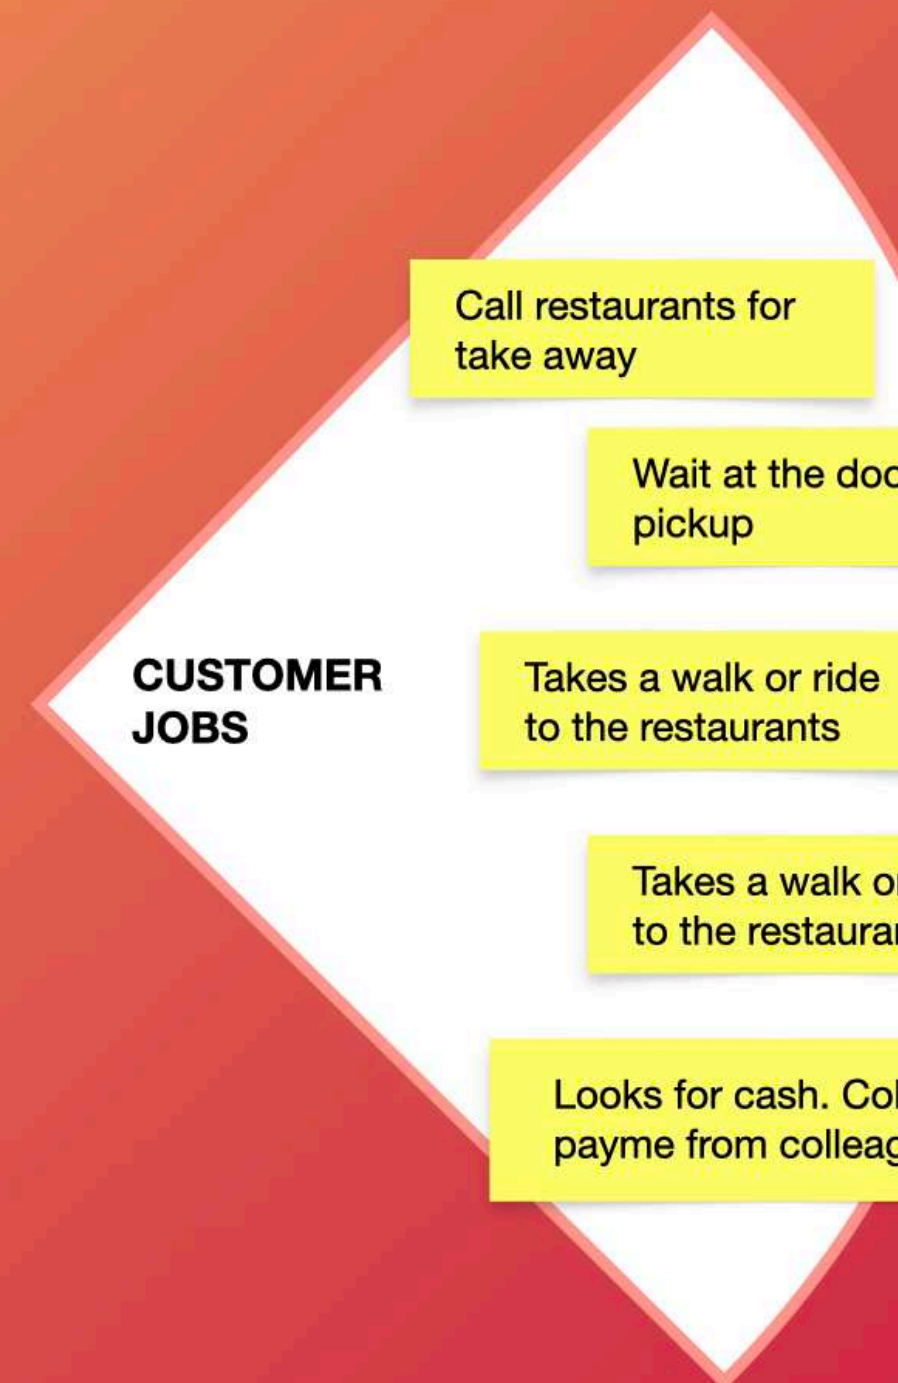 Call restaurants for
take away
Wait at the
pickup
CUSTOMER
JOBS
Takes a walk or ride
to the restaurants
Takes a walk
to the
Looks for cash.
payme from